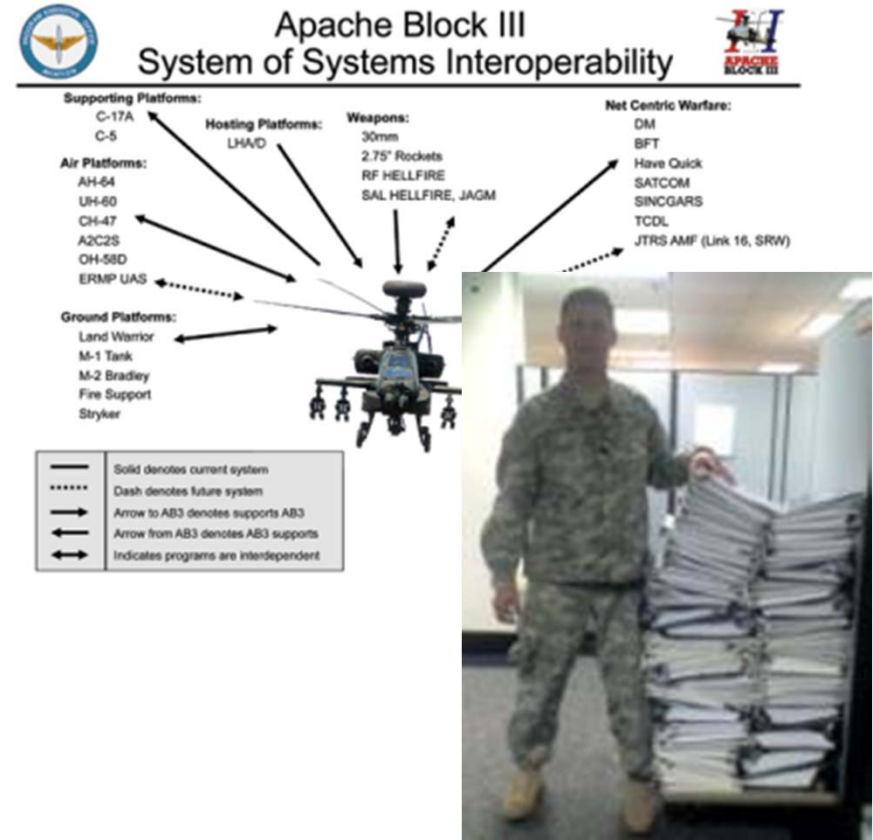 Apache Block III
System of Systems Interoperability
APACHE
BLOCK III
Supporting Platforms:
C-17A
C-5
Hosting Platforms:
LHA/D
Weapons:
30mm
2.75" Rockets
RF HELLFIRE
SAL HELLFIRE, JAGM
Net Centric Warfare:
DM
BFT
Have Quick
SATCOM
SINCGARS
TCDL
JTRS AMF (Link 16, SRW)
Air Platforms:
AH-64
UH-60
CH-47
A2C2S
OH-58D
ERMP UAS
Ground Platforms:
Land Warrior
M-1 Tank
M-2 Bradley
Fire Support
Stryker
Solid denotes current system
Dash denotes future system
Arrow to AB3 denotes supports AB3
Arrow from AB3 denotes AB3 supports
Indicates programs are interdependent